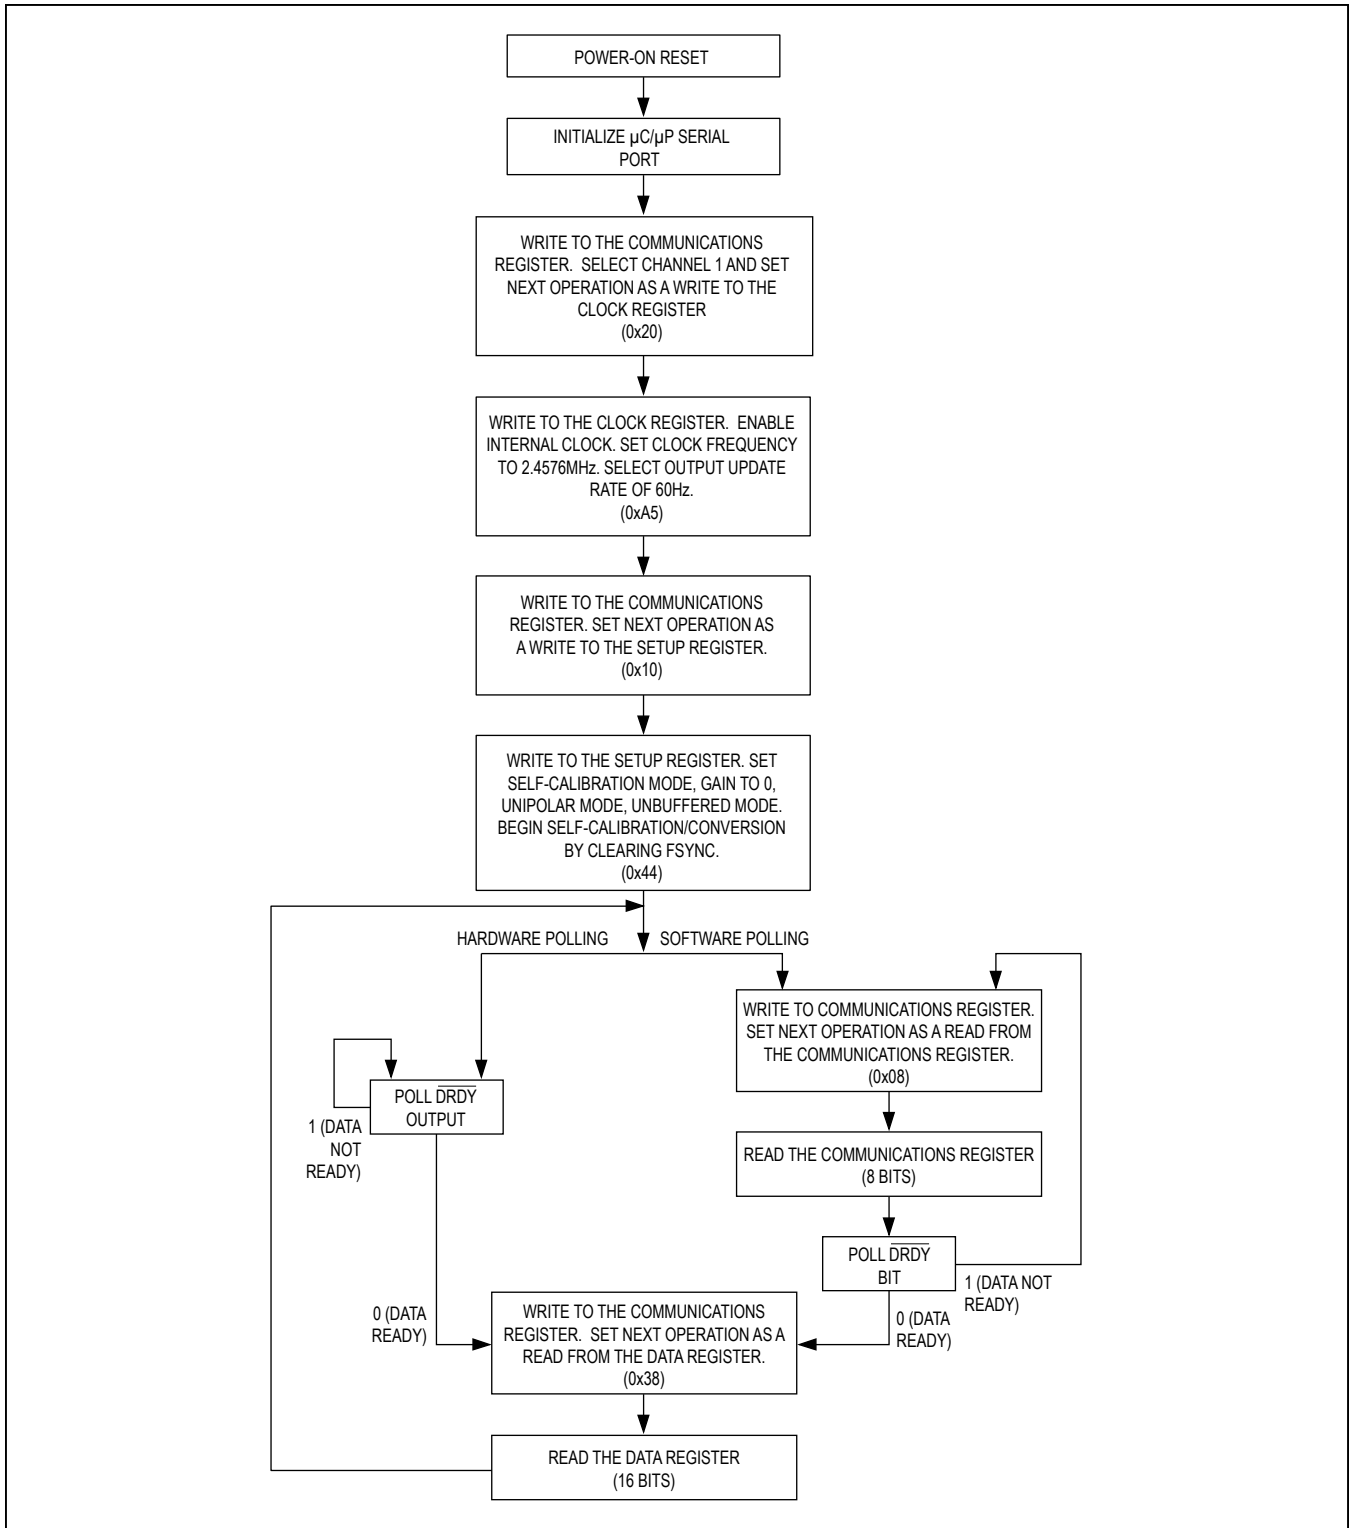 POWER-ON RESET
INITIALIZE µC/µP SERIAL
PORT
WRITE TO THE COMMUNICATIONS
REGISTER. SELECT CHANNEL 1 AND SET
NEXT OPERATION AS A WRITE TO THE
CLOCK REGISTER
(0x20)
WRITE TO THE CLOCK REGISTER. ENABLE
INTERNAL CLOCK. SET CLOCK FREQUENCY
TO 2.4576MHz. SELECT OUTPUT UPDATE
RATE OF 60Hz.
(0xA5)
WRITE TO THE COMMUNICATIONS
REGISTER. SET NEXT OPERATION AS
A WRITE TO THE SETUP REGISTER.
(0x10)
WRITE TO THE SETUP REGISTER. SET
SELF-CALIBRATION MODE, GAIN TO 0,
UNIPOLAR MODE, UNBUFFERED MODE.
BEGIN SELF-CALIBRATION/CONVERSION
BY CLEARING FSYNC.
(0x44)
HARDWARE POLLING
SOFTWARE POLLING
WRITE TO COMMUNICATIONS REGISTER.
SET NEXT OPERATION AS A READ FROM
THE COMMUNICATIONS REGISTER.
(0x08)
POLL D̅R̅D̅Y̅
OUTPUT
1 (DATA
NOT
READY)
READ THE COMMUNICATIONS REGISTER
(8 BITS)
POLL D̅R̅D̅Y̅
BIT
1 (DATA NOT
READY)
0 (DATA
READY)
0 (DATA
READY)
WRITE TO THE COMMUNICATIONS
REGISTER. SET NEXT OPERATION AS A
READ FROM THE DATA REGISTER.
(0x38)
READ THE DATA REGISTER
(16 BITS)